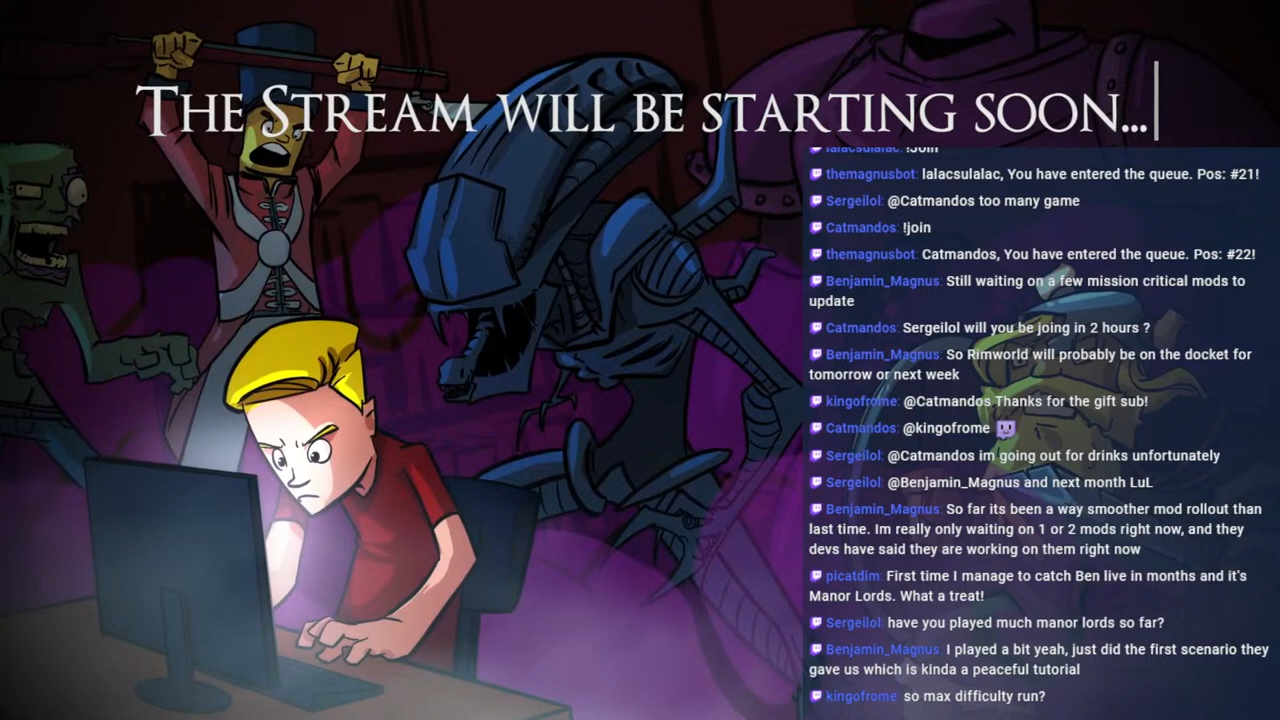 The Stream will be starting soon...
lalacsulalac: !Join
themagnusbot: lalacsulalac, You have entered the queue. Pos: #21!
Sergeilol: @Catmandos too many game
Catmandos: !join
themagnusbot: Catmandos, You have entered the queue. Pos: #22!
Benjamin_Magnus: Still waiting on a few mission critical mods to
update
Catmandos: Sergeilol will you be joing in 2 hours ?
Benjamin_Magnus: So Rimworld will probably be on the docket for
tomorrow or next week
kingofrome: @Catmandos Thanks for the gift sub!
Catmandos: @kingofrome
Sergeilol: @Catmandos im going out for drinks unfortunately
Sergeilol: @Benjamin_Magnus and next month LuL
Benjamin_Magnus: So far its been a way smoother mod rollout than
last time. Im really only waiting on 1 or 2 mods right now, and they
devs have said they are working on them right now
picatdim: First time I manage to catch Ben live in months and it's
Manor Lords. What a treat!
Sergeilol: have you played much manor lords so far?
Benjamin_Magnus: I played a bit yeah, just did the first scenario they
gave us which is kinda a peaceful tutorial
kingofrome: so max difficulty run?